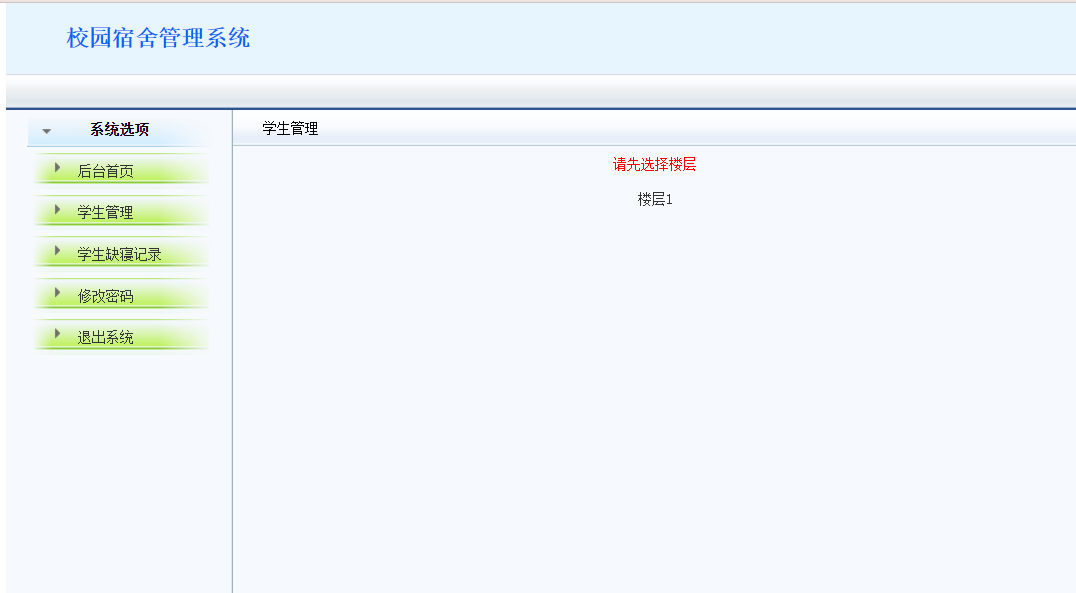 校园宿舍管理系统
系统选项
后台首页
学生管理
学生缺寝记录
修改密码
退出系统
学生管理
请先选择楼层
楼层1